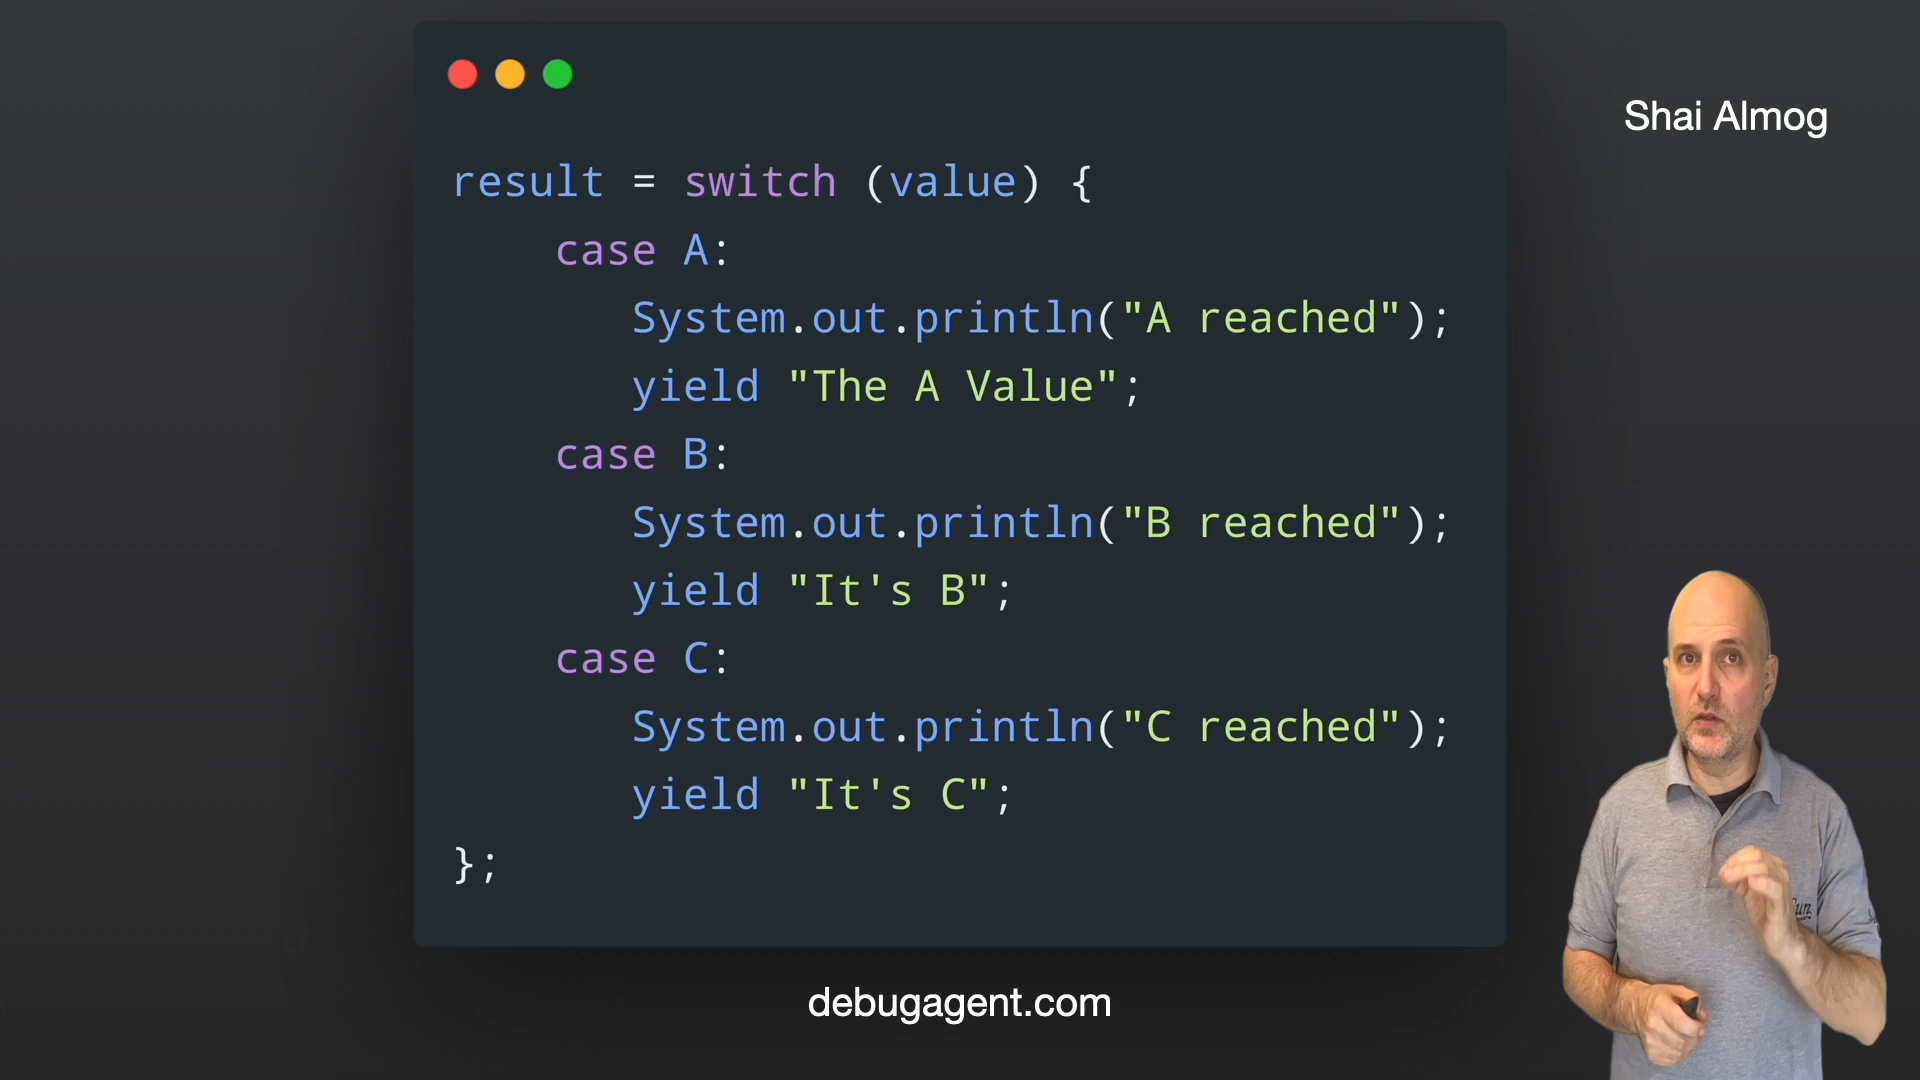 Shai Almog
result = switch (value) {
    case A:
       System.out.println("A reached");
       yield "The A Value";
    case B:
       System.out.println("B reached");
       yield "It's B";
    case C:
       System.out.println("C reached");
       yield "It's C";
};
debugagent.com